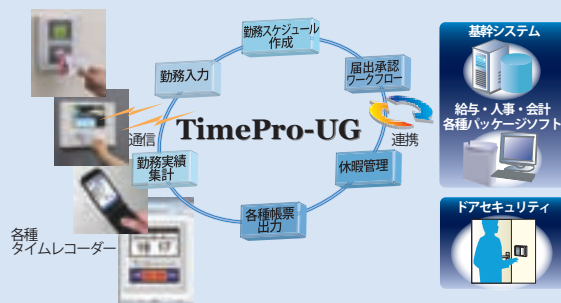 勤務スケジュール
作成
届出承認
ワークフロー
勤務入力
通信
TimePro-UG
連携
勤務実績
集計
休暇管理
各種帳票
出力
各種
タイムレコーダー
基幹システム
給与・人事・会計
各種パッケージソフト
ドアセキュリティ